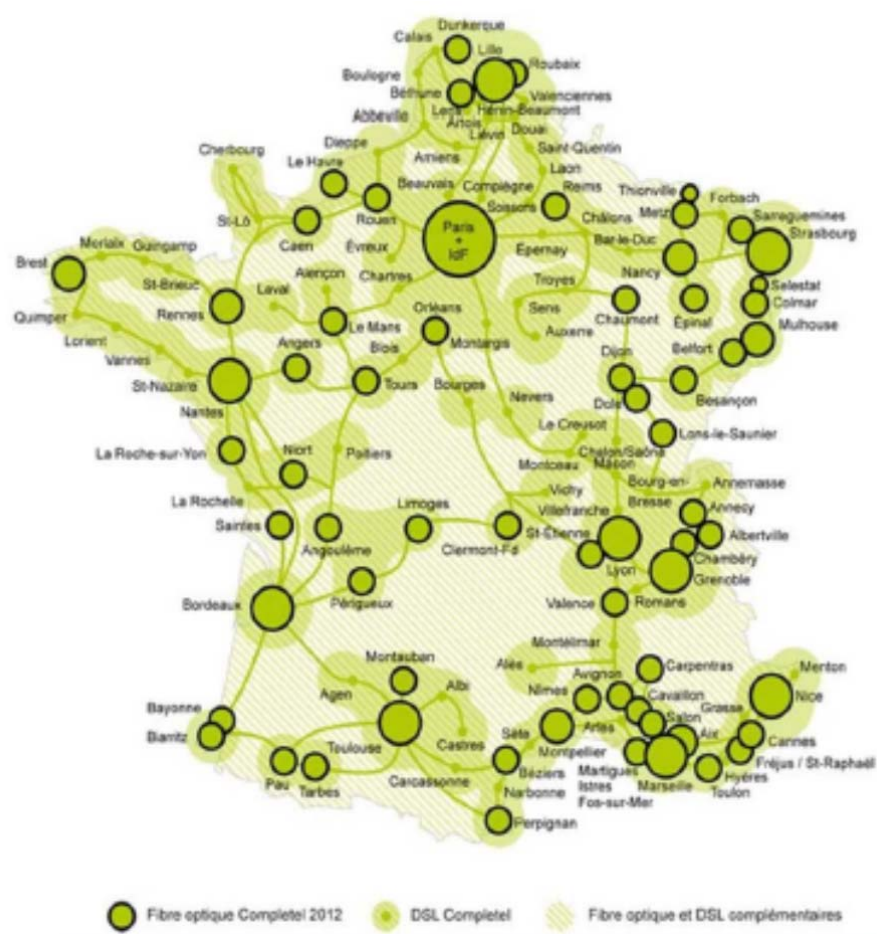 Dunkerque
Calais
Lille
Roubaix
Boulogne
Béthune
Valenciennes
Lens
Hénin-Beaumont
Abbeville
Artois
Douai
Liévin
Dieppe
Saint-Quentin
Cherbourg
Le Havre
Amiens
Laon
Beauvais
Compiègne
Reims
Thionville
Forbach
Soissons
Metz
Sarreguemines
St-Lô
Rouen
Paris
+
IdF
Châlons
Strasbourg
Caen
Évreux
Epernay
Bar-le-Duc
Morlaix
Guingamp
Brest
Nancy
Alençon
Chartres
Troyes
Selestat
St-Brieuc
Laval
Orléans
Sens
Colmar
Quimper
Rennes
Le Mans
Chaumont
Épinal
Mulhouse
Lorient
Angers
Blois
Montargis
Auxerre
Belfort
Vannes
Dijon
St-Nazaire
Tours
Bourges
Nevers
Besançon
Nantes
Dole
Le Creusot
Lons-le-Saunier
La Roche-sur-Yon
Niort
Poitiers
Chalon/Saône
Montceau
Mâcon
Bourg-en-
Bresse
Annemasse
La Rochelle
Limoges
Vichy
Villefranche
Annecy
Saintes
St-Étienne
Albertville
Angoulême
Clermont-Fd
Chambéry
Lyon
Grenoble
Bordeaux
Périgueux
Valence
Romans
Montélimar
Montauban
Alès
Avignon
Carpentras
Menton
Agen
Albi
Nîmes
Cavaillon
Nice
Bayonne
Grasse
Salon
Sète
Arles
Biarritz
Toulouse
Castres
Aix
Cannes
Montpellier
Fréjus / St-Raphaël
Pau
Tarbes
Carcassonne
Béziers
Martigues
Istres
Fos-sur-Mer
Marseille
Hyères
Toulon
Narbonne
Perpignan
Fibre optique Completel 2012
DSL Completel
Fibre optique et DSL complémentaires